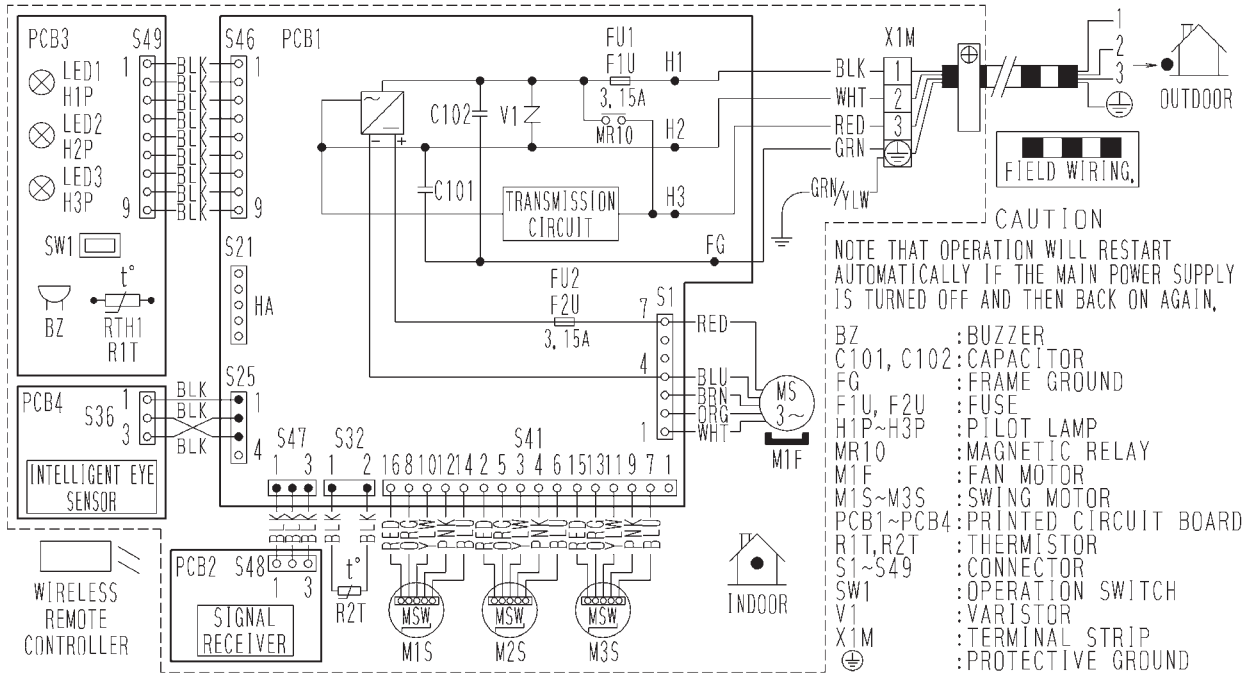 PCB3 S49
LED1
H1P
LED2
H2P
LED3
H3P
1
9
BLK
BLK
BLK
BLK
BLK
BLK
BLK
BLK
BLK
S46 PCB1
1
9
SW1
t°
BZ RTH1
R1T
S21
HA
PCB4
S36
1
3
BLK
BLK
BLK
S25
1
4
INTELLIGENT EYE
SENSOR
FU1
F1U
3.15A
H1
C102 V1
MR10
H2
C101
TRANSMISSION
CIRCUIT
H3
FG
~
− +
FU2
F2U
3.15A
S1
7
4
1
RED
BLU
BRN
ORG
WHT
MS
3~
M1F
S47
1 3
BLK
BLK
BLK
S32
1 2
BLK
BLK
t°
R2T
S41
16 8 10 12 14 2 5 3 4 6 15 13 11 9 7 1
RED
ORG
YLW
PNK
BLU
RED
ORG
YLW
PNK
BLU
RED
ORG
YLW
PNK
BLU
MSW
M1S
MSW
M2S
MSW
M3S
PCB2 S48
1 3
SIGNAL
RECEIVER
WIRELESS
REMOTE
CONTROLLER
INDOOR
X1M
BLK 1
WHT 2
RED 3
GRN
GRN/YLW
1
2
3
OUTDOOR
FIELD WIRING.
CAUTION
NOTE THAT OPERATION WILL RESTART
AUTOMATICALLY IF THE MAIN POWER SUPPLY
IS TURNED OFF AND THEN BACK ON AGAIN.
BZ :BUZZER
C101, C102:CAPACITOR
FG :FRAME GROUND
F1U, F2U :FUSE
H1P~H3P :PILOT LAMP
MR10 :MAGNETIC RELAY
M1F :FAN MOTOR
M1S~M3S :SWING MOTOR
PCB1~PCB4:PRINTED CIRCUIT BOARD
R1T,R2T :THERMISTOR
S1~S49 :CONNECTOR
SW1 :OPERATION SWITCH
V1 :VARISTOR
X1M :TERMINAL STRIP
:PROTECTIVE GROUND